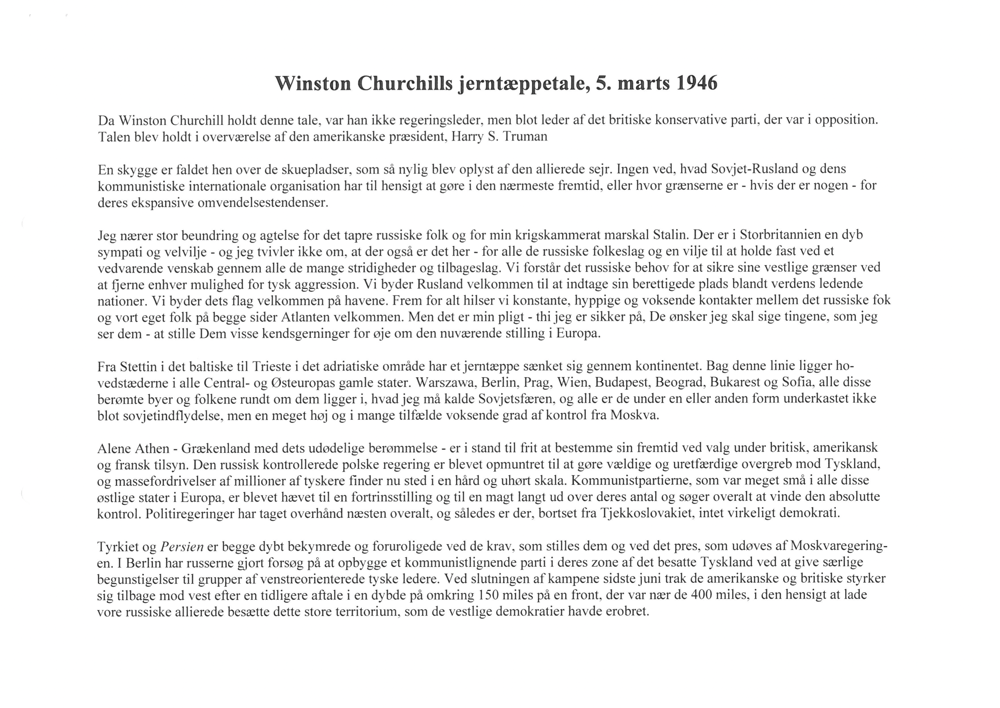 Winston Churchills jerntæppetale, 5. marts 1946
Da Winston Churchill holdt denne tale, var han ikke regeringsleder, men blot leder af det britiske konservative parti, der var i opposition.
Talen blev holdt i overværelse af den amerikanske præsident, Harry S. Truman
En skygge er faldet hen over de skuepladser, som så nylig blev oplyst af den allierede sejr. Ingen ved, hvad Sovjet-Rusland og dens
kommunistiske internationale organisation har til hensigt at gøre i den nærmeste fremtid, eller hvor grænserne er - hvis der er nogen - for
deres ekspansive omvendelsestendenser.
Jeg nærer stor beundring og agtelse for det tapre russiske folk og for min krigskammerat marskal Stalin. Der er i Storbritannien en dyb
sympati og velvilje - og jeg tvivler ikke om, at der også er det her - for alle de russiske folkeslag og en vilje til at holde fast ved et
vedvarende venskab gennem alle de mange stridigheder og tilbageslag. Vi forstår det russiske behov for at sikre sine vestlige grænser ved
at fjerne enhver mulighed for tysk aggression. Vi byder Rusland velkommen til at indtage sin berettigede plads blandt verdens ledende
nationer. Vi byder dets flag velkommen på havene. Frem for alt hilser vi konstante, hyppige og voksende kontakter mellem det russiske fok
og vort eget folk på begge sider Atlanten velkommen. Men det er min pligt - thi jeg er sikker på, De ønsker jeg skal sige tingene, som jeg
ser dem - at stille Dem visse kendsgerninger for øje om den nuværende stilling i Europa.
Fra Stettin i det baltiske til Trieste i det adriatiske område har et jerntæppe sænket sig gennem kontinentet. Bag denne linie ligger ho-
vedstæderne i alle Central- og Østeuropas gamle stater. Warszawa, Berlin, Prag, Wien, Budapest, Beograd, Bukarest og Sofia, alle disse
berømte byer og folkene rundt om dem ligger i, hvad jeg må kalde Sovjetsfæren, og alle er de under en eller anden form underkastet ikke
blot sovjetindflydelse, men en meget høj og i mange tilfælde voksende grad af kontrol fra Moskva.
Alene Athen - Grækenland med dets udødelige berømmelse - er i stand til frit at bestemme sin fremtid ved valg under britisk, amerikansk
og fransk tilsyn. Den russisk kontrollerede polske regering er blevet opmuntret til at gøre vældige og uretfærdige overgreb mod Tyskland,
og massefordrivelser af millioner af tyskere finder nu sted i en hård og uhørt skala. Kommunistpartierne, som var meget små i alle disse
østlige stater i Europa, er blevet hævet til en fortrinsstilling og til en magt langt ud over deres antal og søger overalt at vinde den absolutte
kontrol. Politiregeringer har taget overhånd næsten overalt, og således er der, bortset fra Tjekkoslovakiet, intet virkeligt demokrati.
Tyrkiet og Persien er begge dybt bekymrede og foruroligede ved de krav, som stilles dem og ved det pres, som udøves af Moskvaregering-
en. I Berlin har russerne gjort forsøg på at opbygge et kommunistlignende parti i deres zone af det besatte Tyskland ved at give særlige
begunstigelser til grupper af venstreorienterede tyske ledere. Ved slutningen af kampene sidste juni trak de amerikanske og britiske styrker
sig tilbage mod vest efter en tidligere aftale i en dybde på omkring 150 miles på en front, der var nær de 400 miles, i den hensigt at lade
vore russiske allierede besætte dette store territorium, som de vestlige demokratier havde erobret.